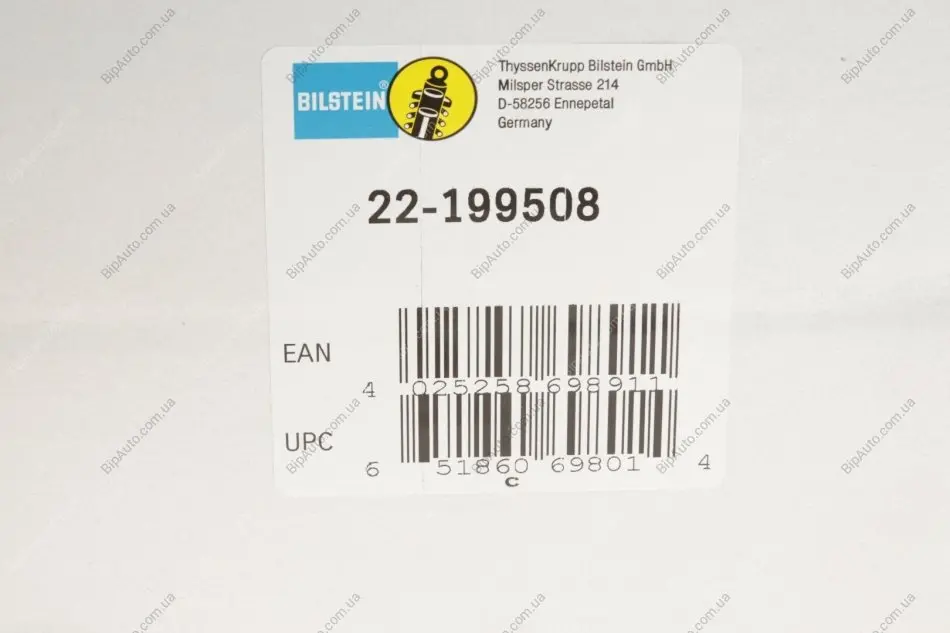 BILSTEIN®
ThyssenKrupp Bilstein GmbH
Milsper Strasse 214
D-58256 Ennepetal
Germany
22-199508
EAN
4 025258 698911
UPC
6 51860 69801 4
C
BipAuto.com.ua